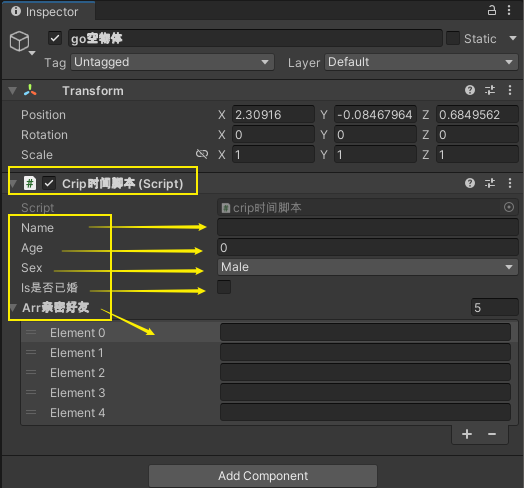 Inspector
go空物体
Static
Tag Untagged Layer Default
Transform
Position X 2.30916 Y -0.08467964 Z 0.6849562
Rotation X 0 Y 0 Z 0
Scale X 1 Y 1 Z 1
# Crip时间脚本 (Script)
Script # crip时间脚本
Name
Age 0
Sex Male
Is是否已婚
Arr亲密好友 5
Element 0
Element 1
Element 2
Element 3
Element 4
+ −
Add Component